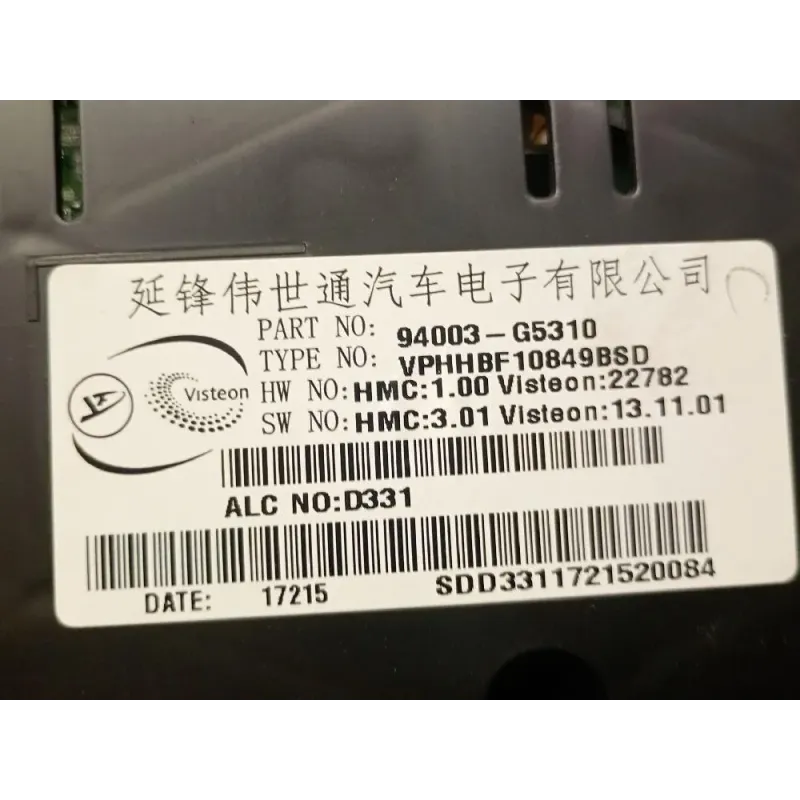 延锋伟世通汽车电子有限公司
PART NO: 94003-G5310
TYPE NO: VPHHBF10849BSD
Visteon
HW NO:HMC:1.00 Visteon:22782
SW NO:HMC:3.01 Visteon:13.11.01
ALC NO:D331
DATE: 17215
SDD3311721520084